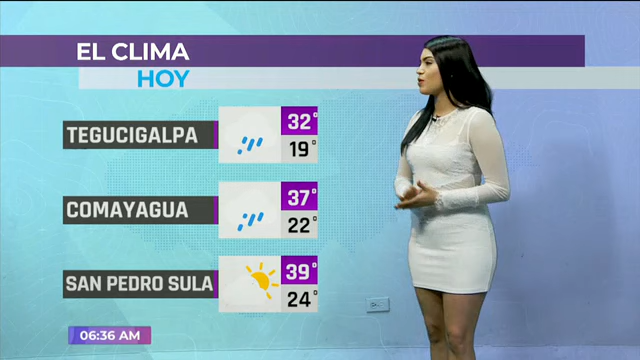 EL CLIMA
HOY
TEGUCIGALPA 32° 19°
COMAYAGUA 37° 22°
SAN PEDRO SULA 39° 24°
06:36 AM